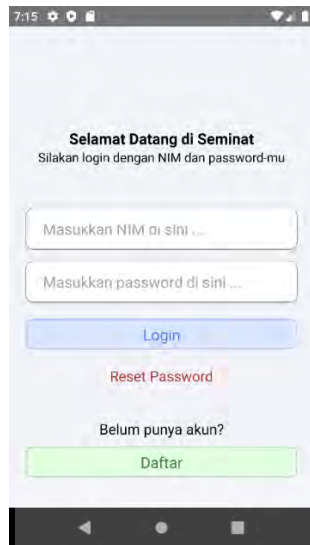 7:15
Selamat Datang di Seminat
Silakan login dengan NIM dan password-mu
Masukkan NIM di sini ...
Masukkan password di sini ...
Login
Reset Password
Belum punya akun?
Daftar